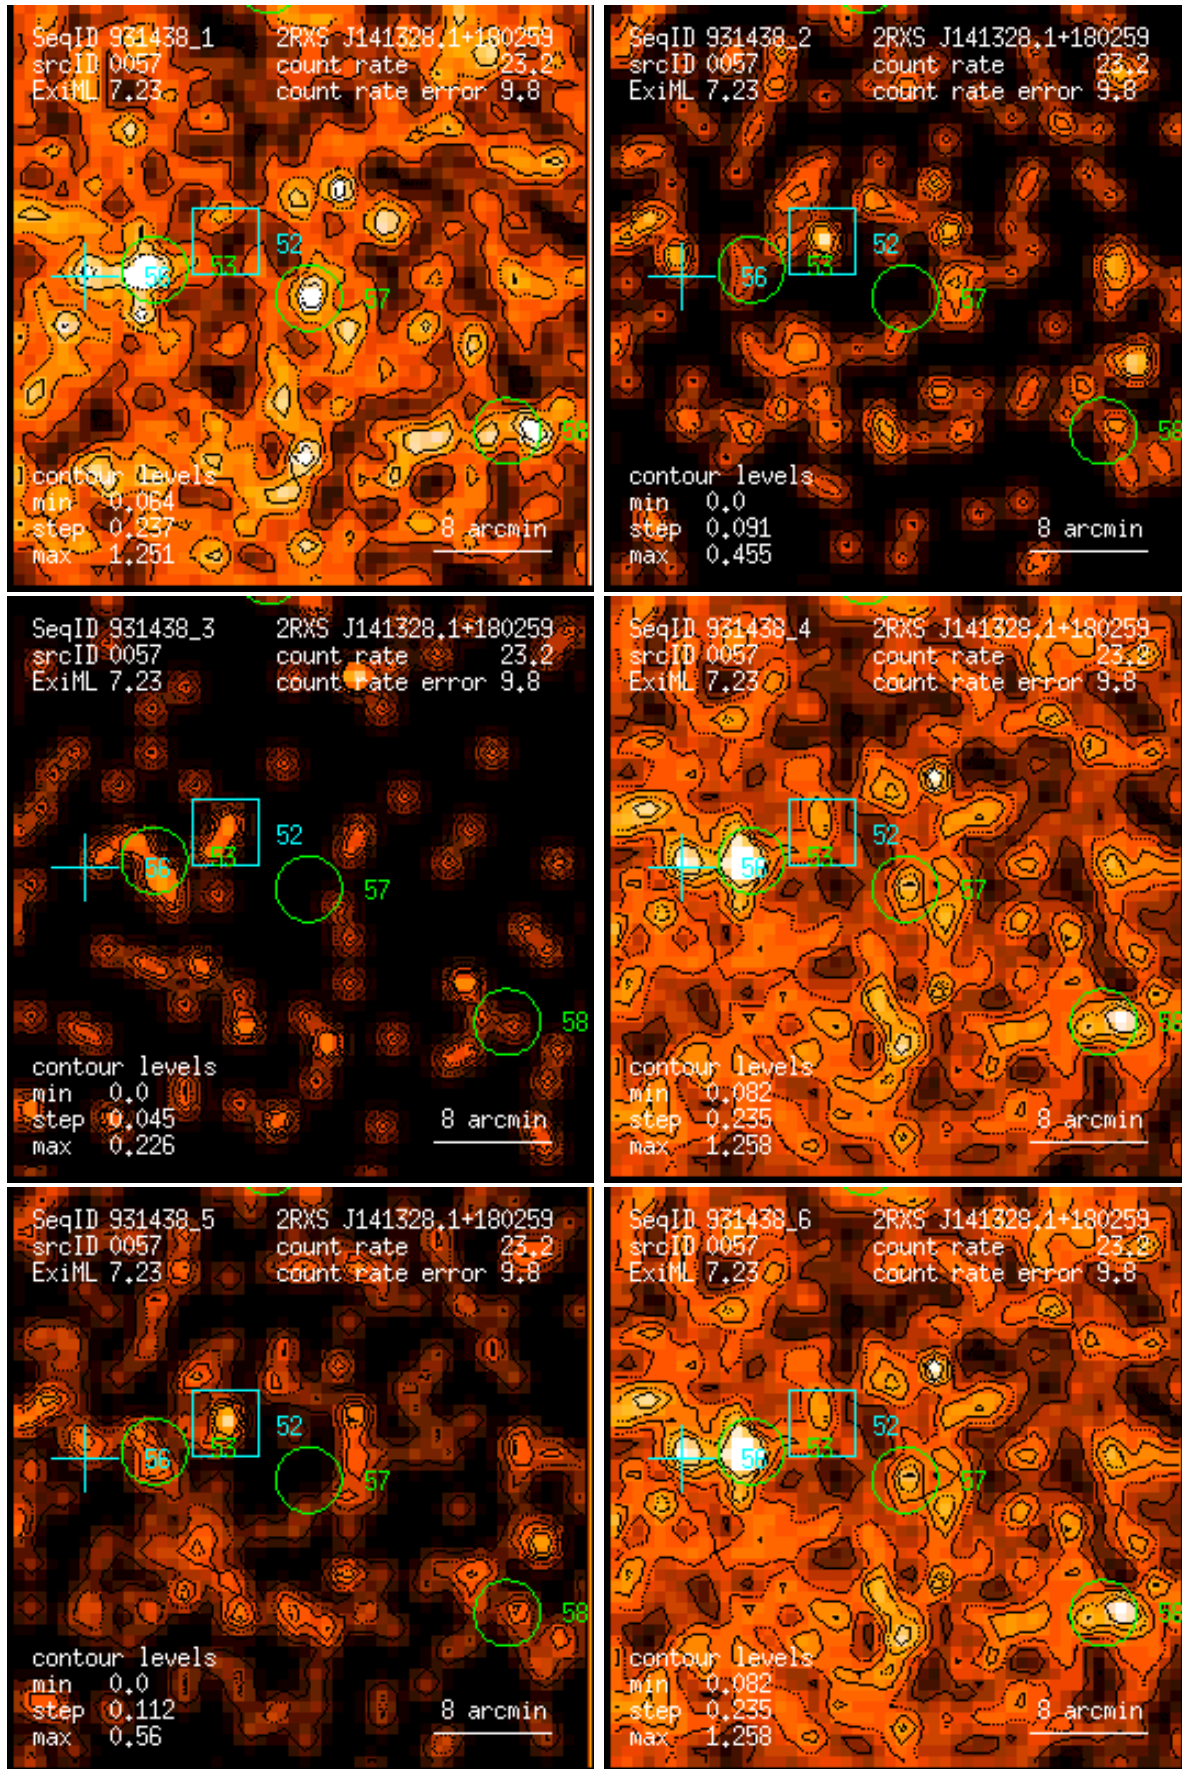 SeqID 931438_1 2RXS J141328.1+180259
srcID 0057 count rate 23.2
ExiML 7.23 count rate error 9.8
52
53
56
57
58
contour levels
min 0.064
step 0.237
max 1.251
8 arcmin
SeqID 931438_2 2RXS J141328.1+180259
srcID 0057 count rate 23.2
ExiML 7.23 count rate error 9.8
52
53
56
57
58
contour levels
min 0.0
step 0.091
max 0.455
8 arcmin
SeqID 931438_3 2RXS J141328.1+180259
srcID 0057 count rate 23.2
ExiML 7.23 count rate error 9.8
52
53
56
57
58
contour levels
min 0.0
step 0.045
max 0.226
8 arcmin
SeqID 931438_4 2RXS J141328.1+180259
srcID 0057 count rate 23.2
ExiML 7.23 count rate error 9.8
52
53
56
57
58
contour levels
min 0.082
step 0.235
max 1.258
8 arcmin
SeqID 931438_5 2RXS J141328.1+180259
srcID 0057 count rate 23.2
ExiML 7.23 count rate error 9.8
52
53
56
57
58
contour levels
min 0.0
step 0.112
max 0.56
8 arcmin
SeqID 931438_6 2RXS J141328.1+180259
srcID 0057 count rate 23.2
ExiML 7.23 count rate error 9.8
52
53
56
57
58
contour levels
min 0.082
step 0.235
max 1.258
8 arcmin